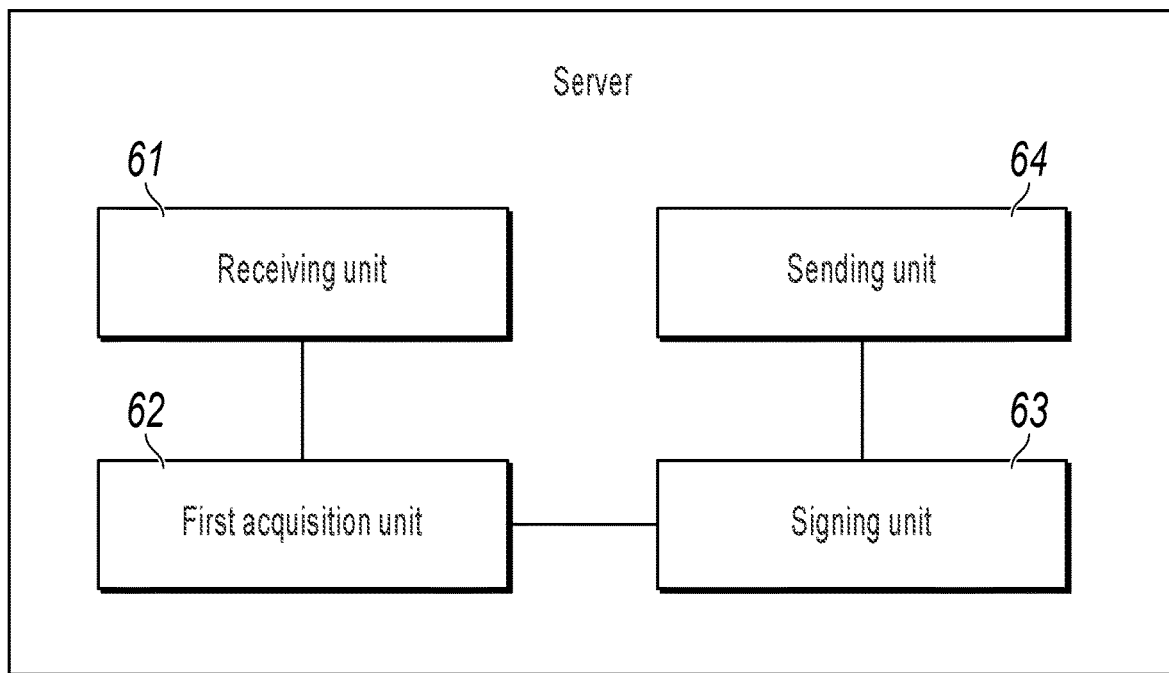 Server
61
64
Receiving unit
Sending unit
62
63
First acquisition unit
Signing unit